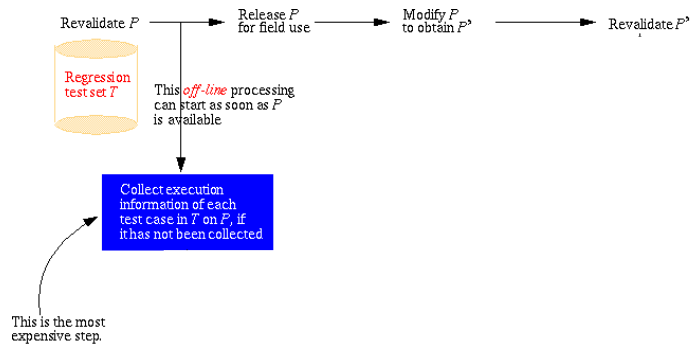 Revalidate P
Release P
for field use
Modify P
to obtain P’
Revalidate P’
Regression
test set T
This off-line processing
can start as soon as P
is available
Collect execution
information of each
test case in T on P, if
it has not been collected
This is the most
expensive step.